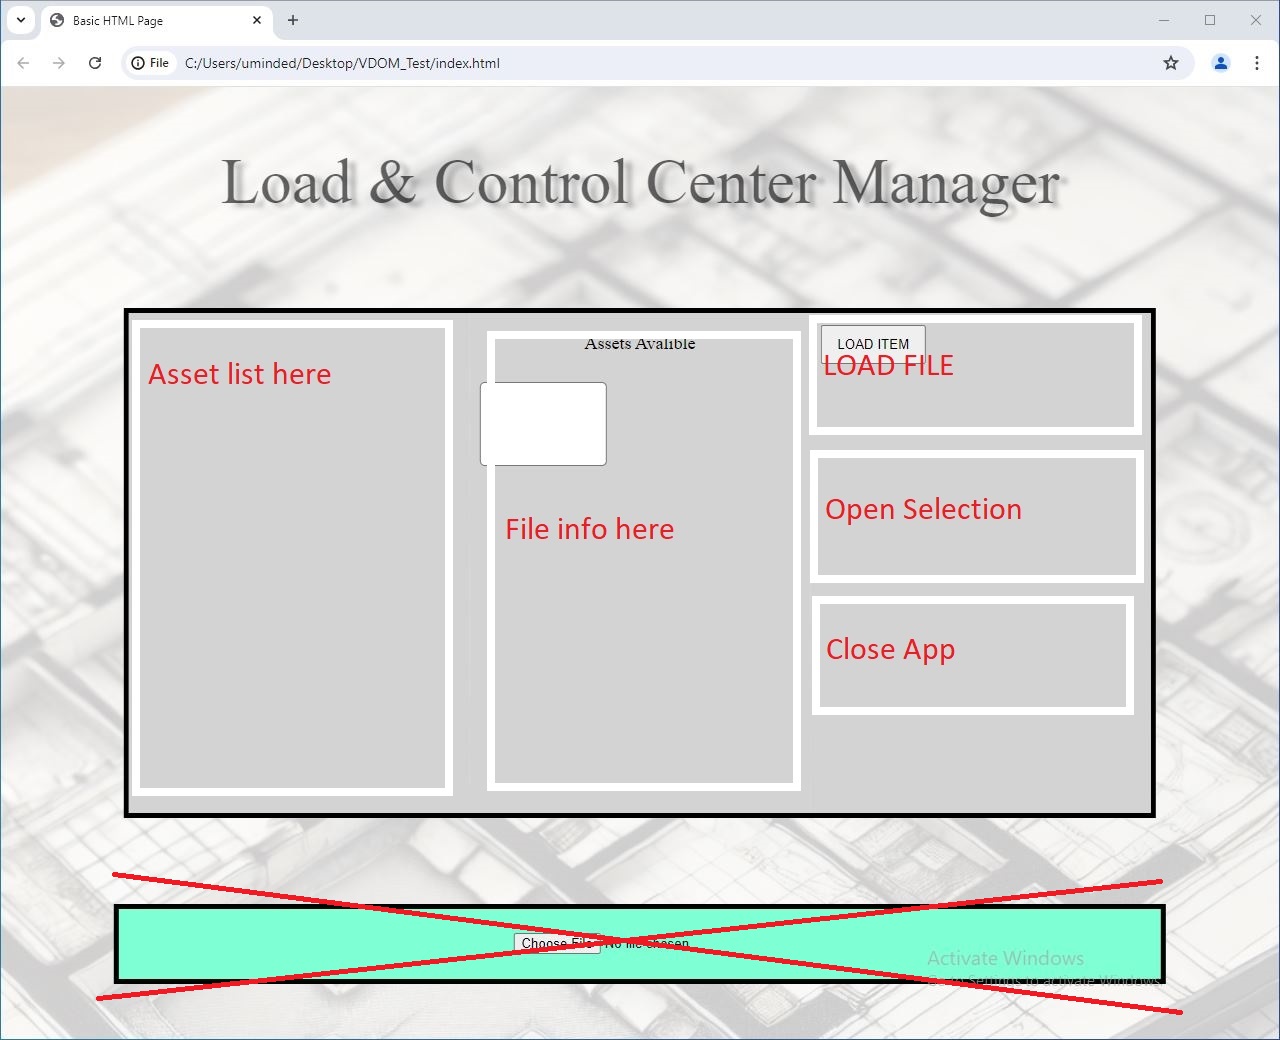 Basic HTML Page
File
C:/Users/uminded/Desktop/VDOM_Test/index.html
Load & Control Center Manager
Asset list here
Assets Avalible
File info here
LOAD ITEM
LOAD FILE
Open Selection
Close App
Choose File No file chosen
Activate Windows
Go to Settings to activate Windows.